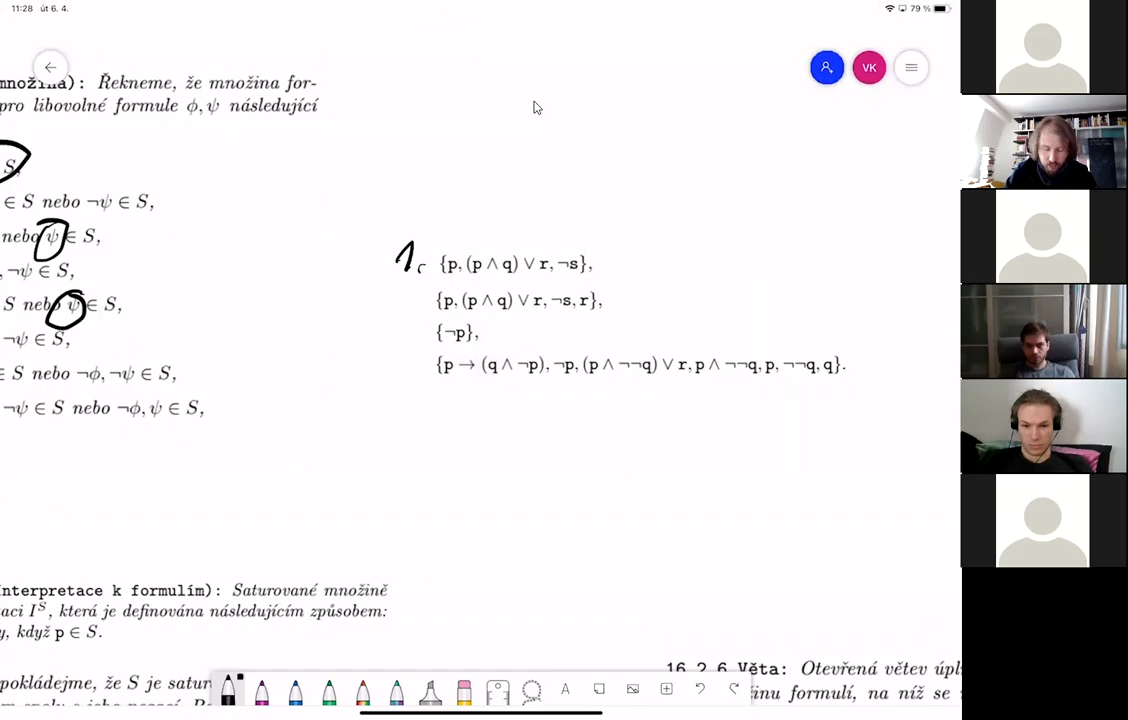 11:28 út 6. 4.
79 %
VK
množina): Řekneme, že množina for-
pro libovolné formule ϕ, ψ následující
S,
∈ S nebo ¬ψ ∈ S,
nebo ψ ∈ S,
, ¬ψ ∈ S,
S nebo ψ ∈ S,
¬ψ ∈ S,
∈ S nebo ¬ϕ, ¬ψ ∈ S,
¬ψ ∈ S nebo ¬ϕ, ψ ∈ S,
1
{p, (p ∧ q) ∨ r, ¬s},
{p, (p ∧ q) ∨ r, ¬s, r},
{¬p},
{p → (q ∧ ¬p), ¬p, (p ∧ ¬¬q) ∨ r, p ∧ ¬¬q, p, ¬¬q, q}.
Interpretace k formulím): Saturované množině
aci I^S, která je definována následujícím způsobem:
y, když p ∈ S.
pokládejme, že S je satur
16.2.6 Věta: Otevřená větev úpl
žinu formulí, na níž se
A